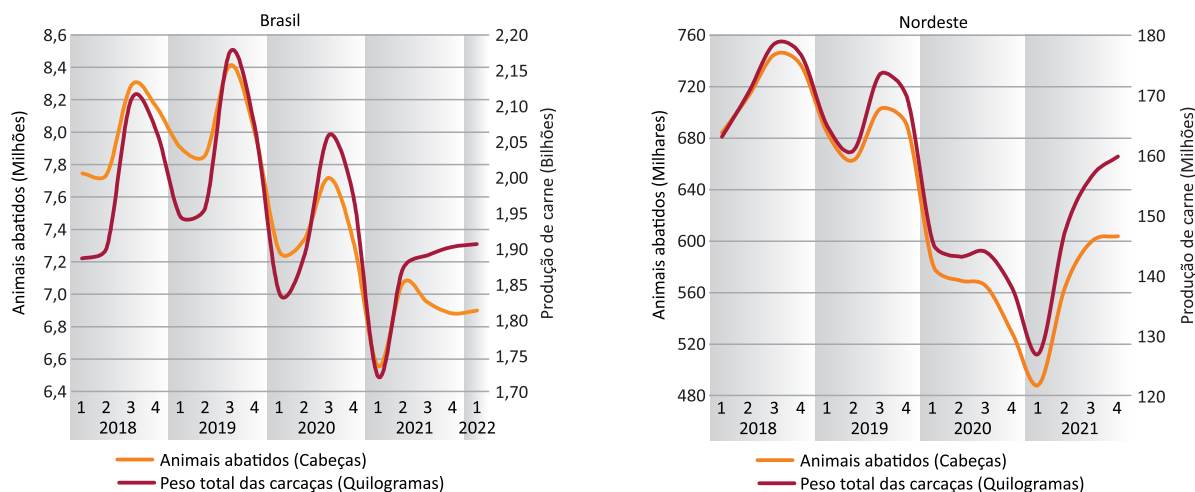 Brasil
Animais abatidos (Milhões)
8,6
8,4
8,2
8,0
7,8
7,6
7,4
7,2
7,0
6,8
6,6
6,4
2,20
2,15
2,10
2,05
2,00
1,95
1,90
1,85
1,80
1,75
1,70
Produção de carne (Bilhões)
1 2 3 4 1 2 3 4 1 2 3 4 1 2 3 4 1
2018 2019 2020 2021 2022
Animais abatidos (Cabeças)
Peso total das carcaças (Quilogramas)
Nordeste
Animais abatidos (Milhares)
760
720
680
640
600
560
520
480
180
170
160
150
140
130
120
Produção de carne (Milhões)
1 2 3 4 1 2 3 4 1 2 3 4 1 2 3 4
2018 2019 2020 2021
Animais abatidos (Cabeças)
Peso total das carcaças (Quilogramas)